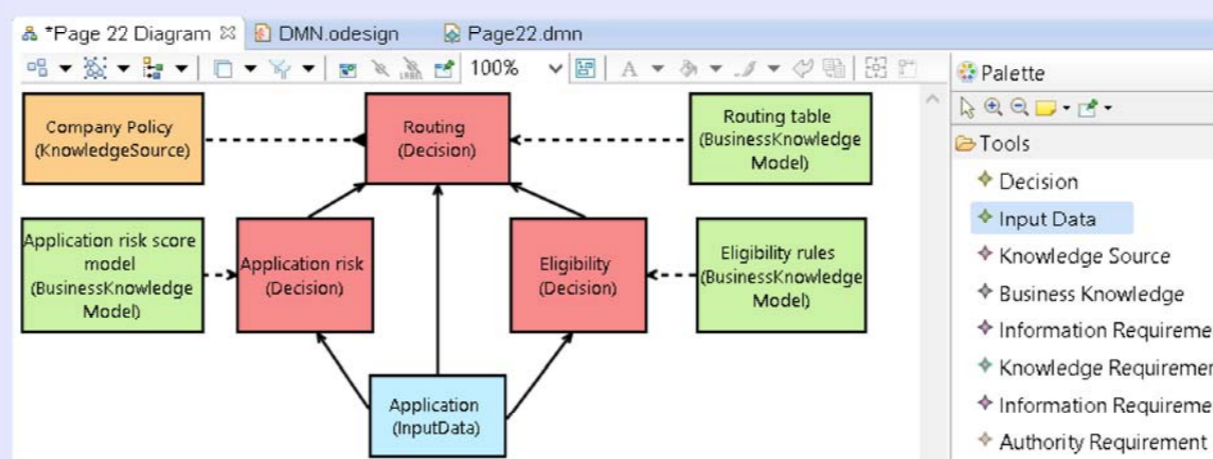 *Page 22 Diagram
DMN.odesign
Page22.dmn
100%
A
Palette
Company Policy
(KnowledgeSource)
Routing
(Decision)
Routing table
(BusinessKnowledge
Model)
Tools
Decision
Input Data
Application risk score
model
(BusinessKnowledge
Model)
Application risk
(Decision)
Eligibility
(Decision)
Eligibility rules
(BusinessKnowledge
Model)
Knowledge Source
Business Knowledge
Information Requireme
Knowledge Requiremer
Information Requireme
Authority Requirement
Application
(InputData)